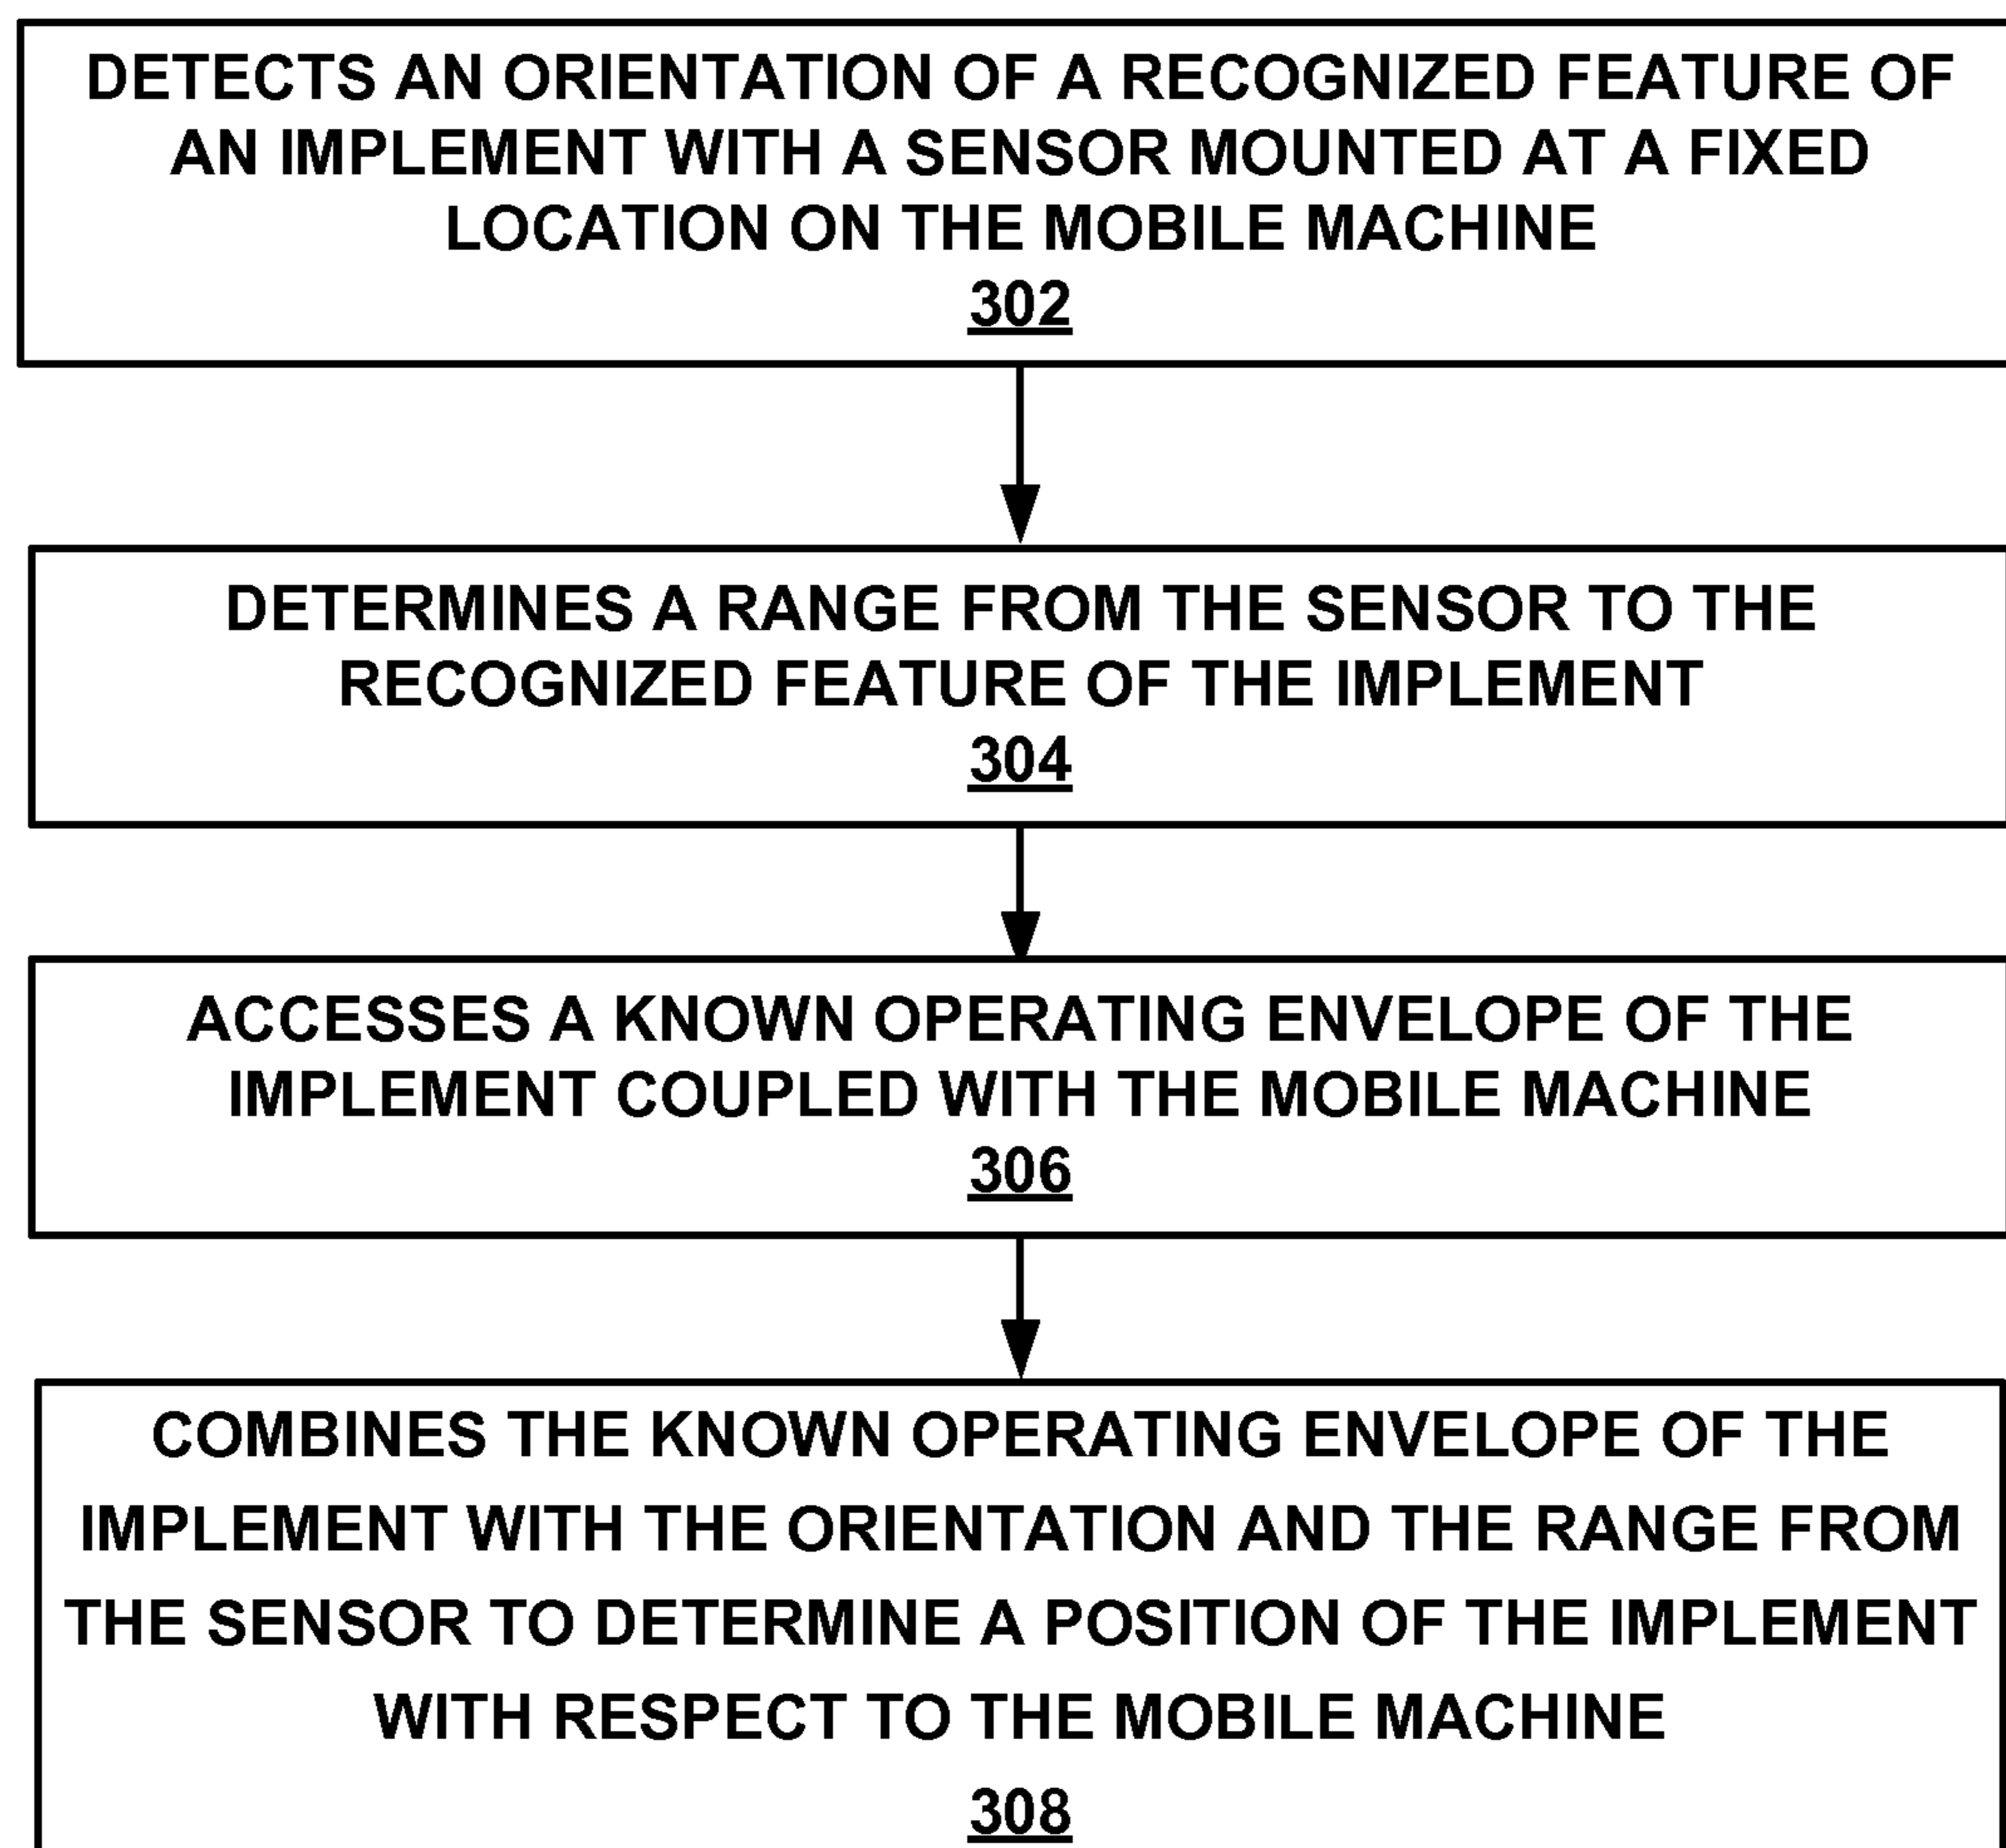 DETECTS AN ORIENTATION OF A RECOGNIZED FEATURE OF
AN IMPLEMENT WITH A SENSOR MOUNTED AT A FIXED
LOCATION ON THE MOBILE MACHINE
302
DETERMINES A RANGE FROM THE SENSOR TO THE
RECOGNIZED FEATURE OF THE IMPLEMENT
304
ACCESSES A KNOWN OPERATING ENVELOPE OF THE
IMPLEMENT COUPLED WITH THE MOBILE MACHINE
306
COMBINES THE KNOWN OPERATING ENVELOPE OF THE
IMPLEMENT WITH THE ORIENTATION AND THE RANGE FROM
THE SENSOR TO DETERMINE A POSITION OF THE IMPLEMENT
WITH RESPECT TO THE MOBILE MACHINE
308